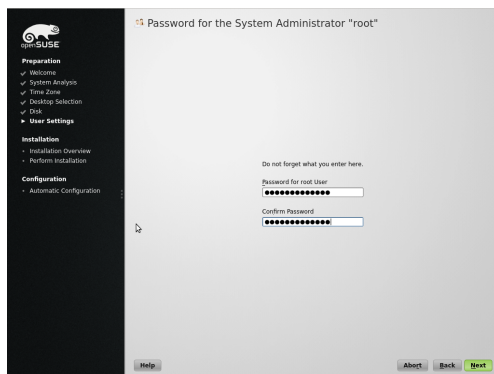 openSUSE
Preparation
Welcome
System Analysis
Time Zone
Desktop Selection
Disk
User Settings
Installation
Installation Overview
Perform Installation
Configuration
Automatic Configuration
Password for the System Administrator "root"
Do not forget what you enter here.
Password for root User
●●●●●●●●●●●●●
Confirm Password
●●●●●●●●●●●●●
Help
Abort
Back
Next